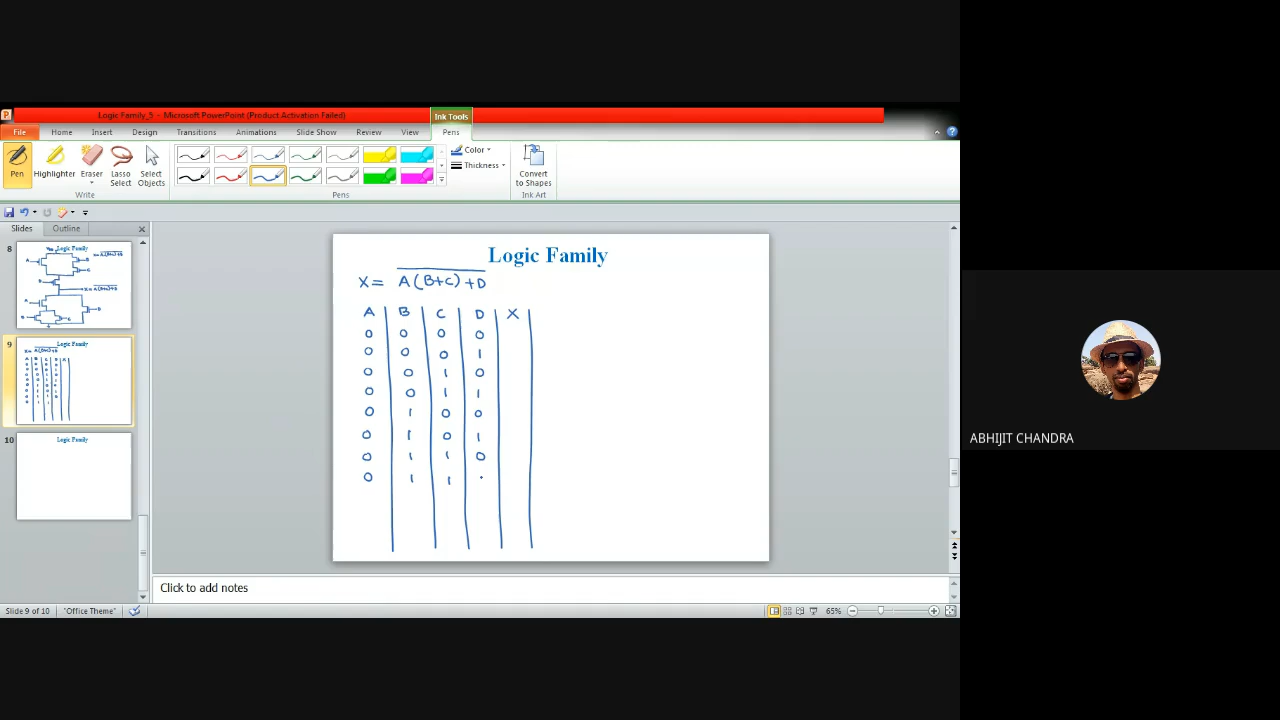 Logic Family_5 - Microsoft PowerPoint (Product Activation Failed)
Ink Tools
File Home Insert Design Transitions Animations Slide Show Review View Pens
Pen Highlighter Eraser Lasso Select Select Objects
Color
Thickness
Convert to Shapes
Write Pens Ink Art
Slides Outline
8
Logic Family
9
Logic Family
10
Logic Family
Logic Family
X = \overline{A(B+C)+D}
A B C D X
0 0 0 0
0 0 0 1
0 0 1 0
0 0 1 1
0 1 0 0
0 1 0 1
0 1 1 0
0 1 1
Click to add notes
Slide 9 of 10 "Office Theme" 65%
ABHIJIT CHANDRA